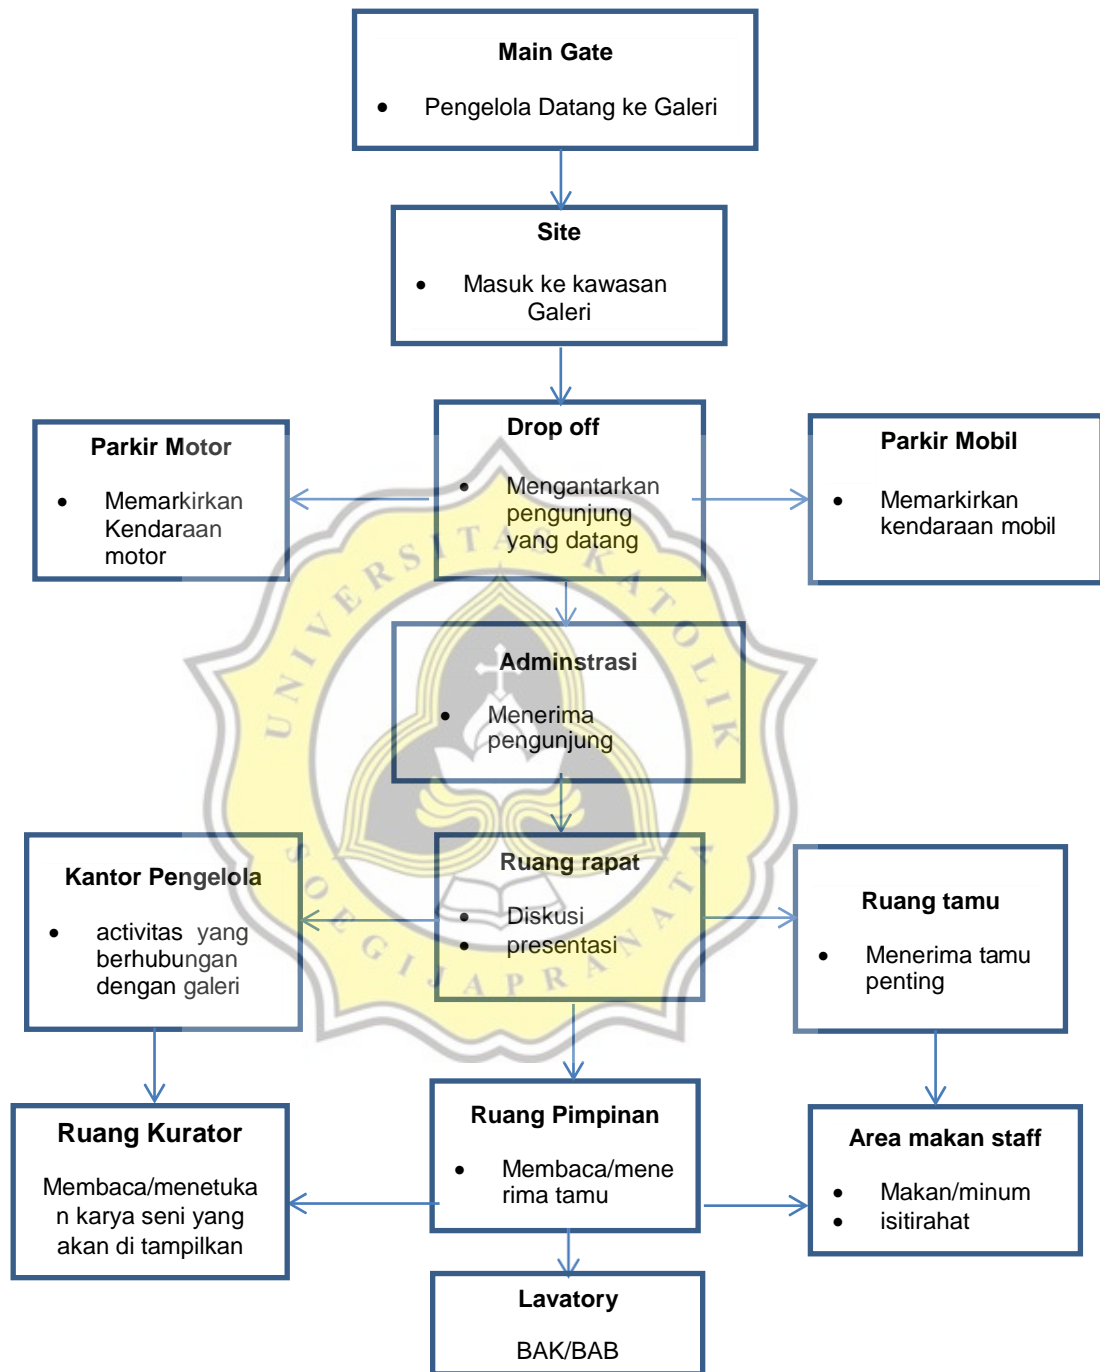 Main Gate
• Pengelola Datang ke Galeri
Site
• Masuk ke kawasan
Galeri
Drop off
• Mengantarkan
pengunjung
yang datang
Parkir Motor
• Memarkirkan
Kendaraan
motor
Parkir Mobil
• Memarkirkan
kendaraan mobil
UNIVERSITAS KATOLIK
SOEGIJAPRANATA
Adminstrasi
• Menerima
pengunjung
Kantor Pengelola
• activitas yang
berhubungan
dengan galeri
Ruang rapat
• Diskusi
• presentasi
Ruang tamu
• Menerima tamu
penting
Ruang Kurator
Membaca/menetuka
n karya seni yang
akan di tampilkan
Ruang Pimpinan
• Membaca/mene
rima tamu
Area makan staff
• Makan/minum
• isitirahat
Lavatory
BAK/BAB